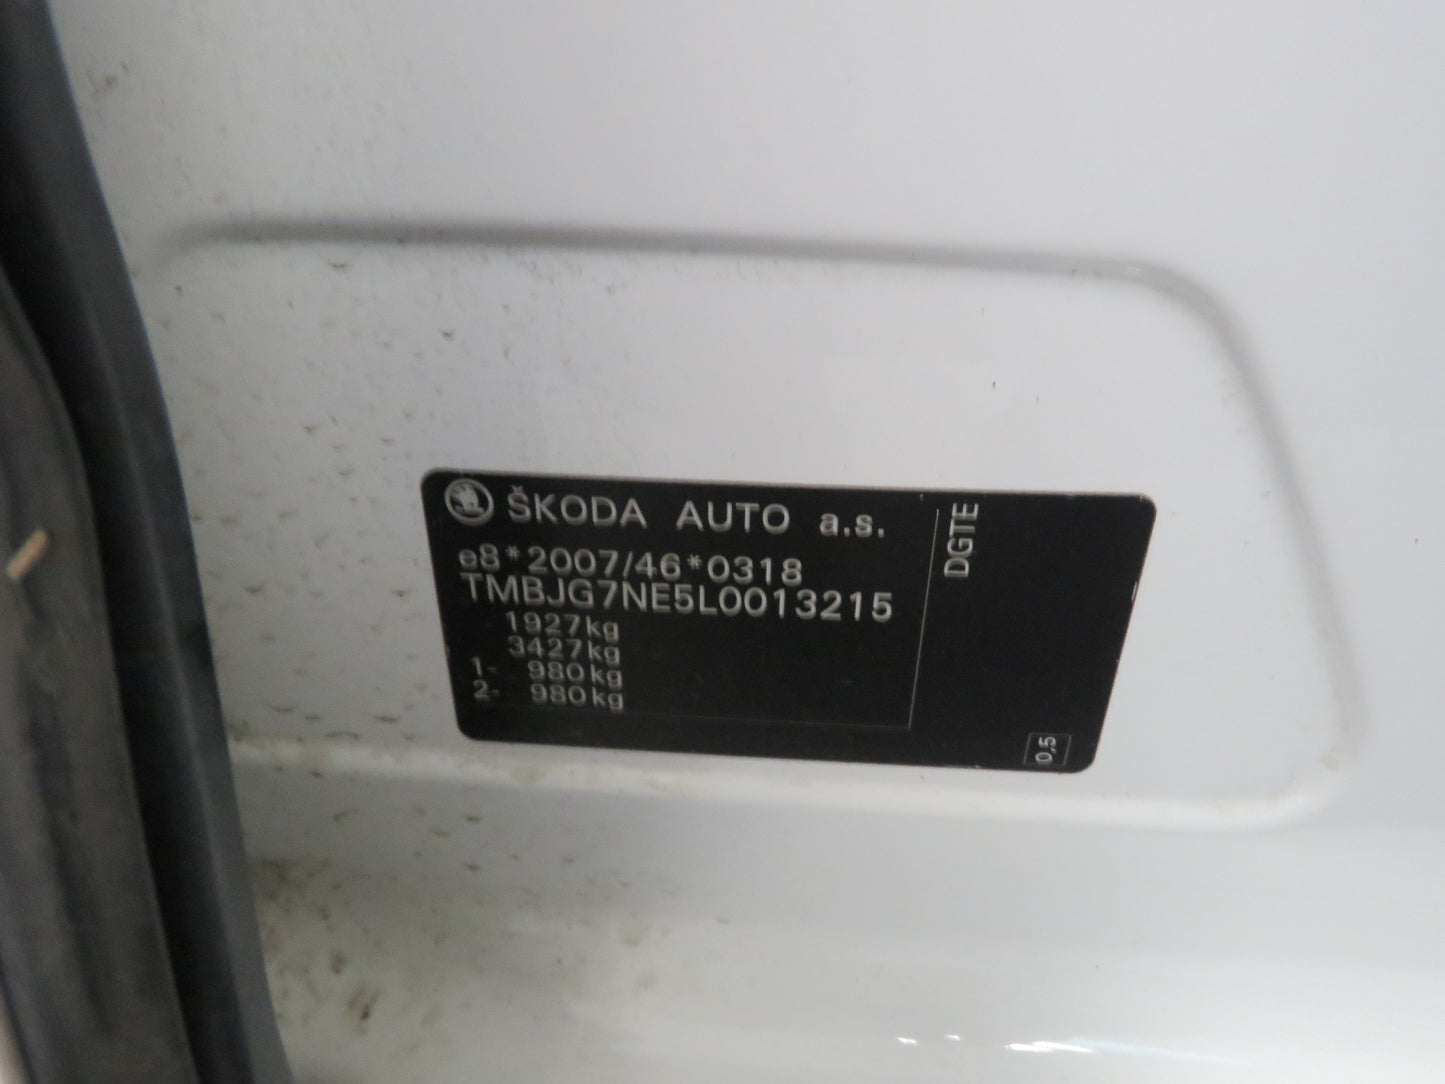 ŠKODA AUTO a.s.
e8*2007/46*0318
TMBJG7NE5L0013215
1927kg
3427kg
1- 980kg
2- 980kg
DGTE
0,5